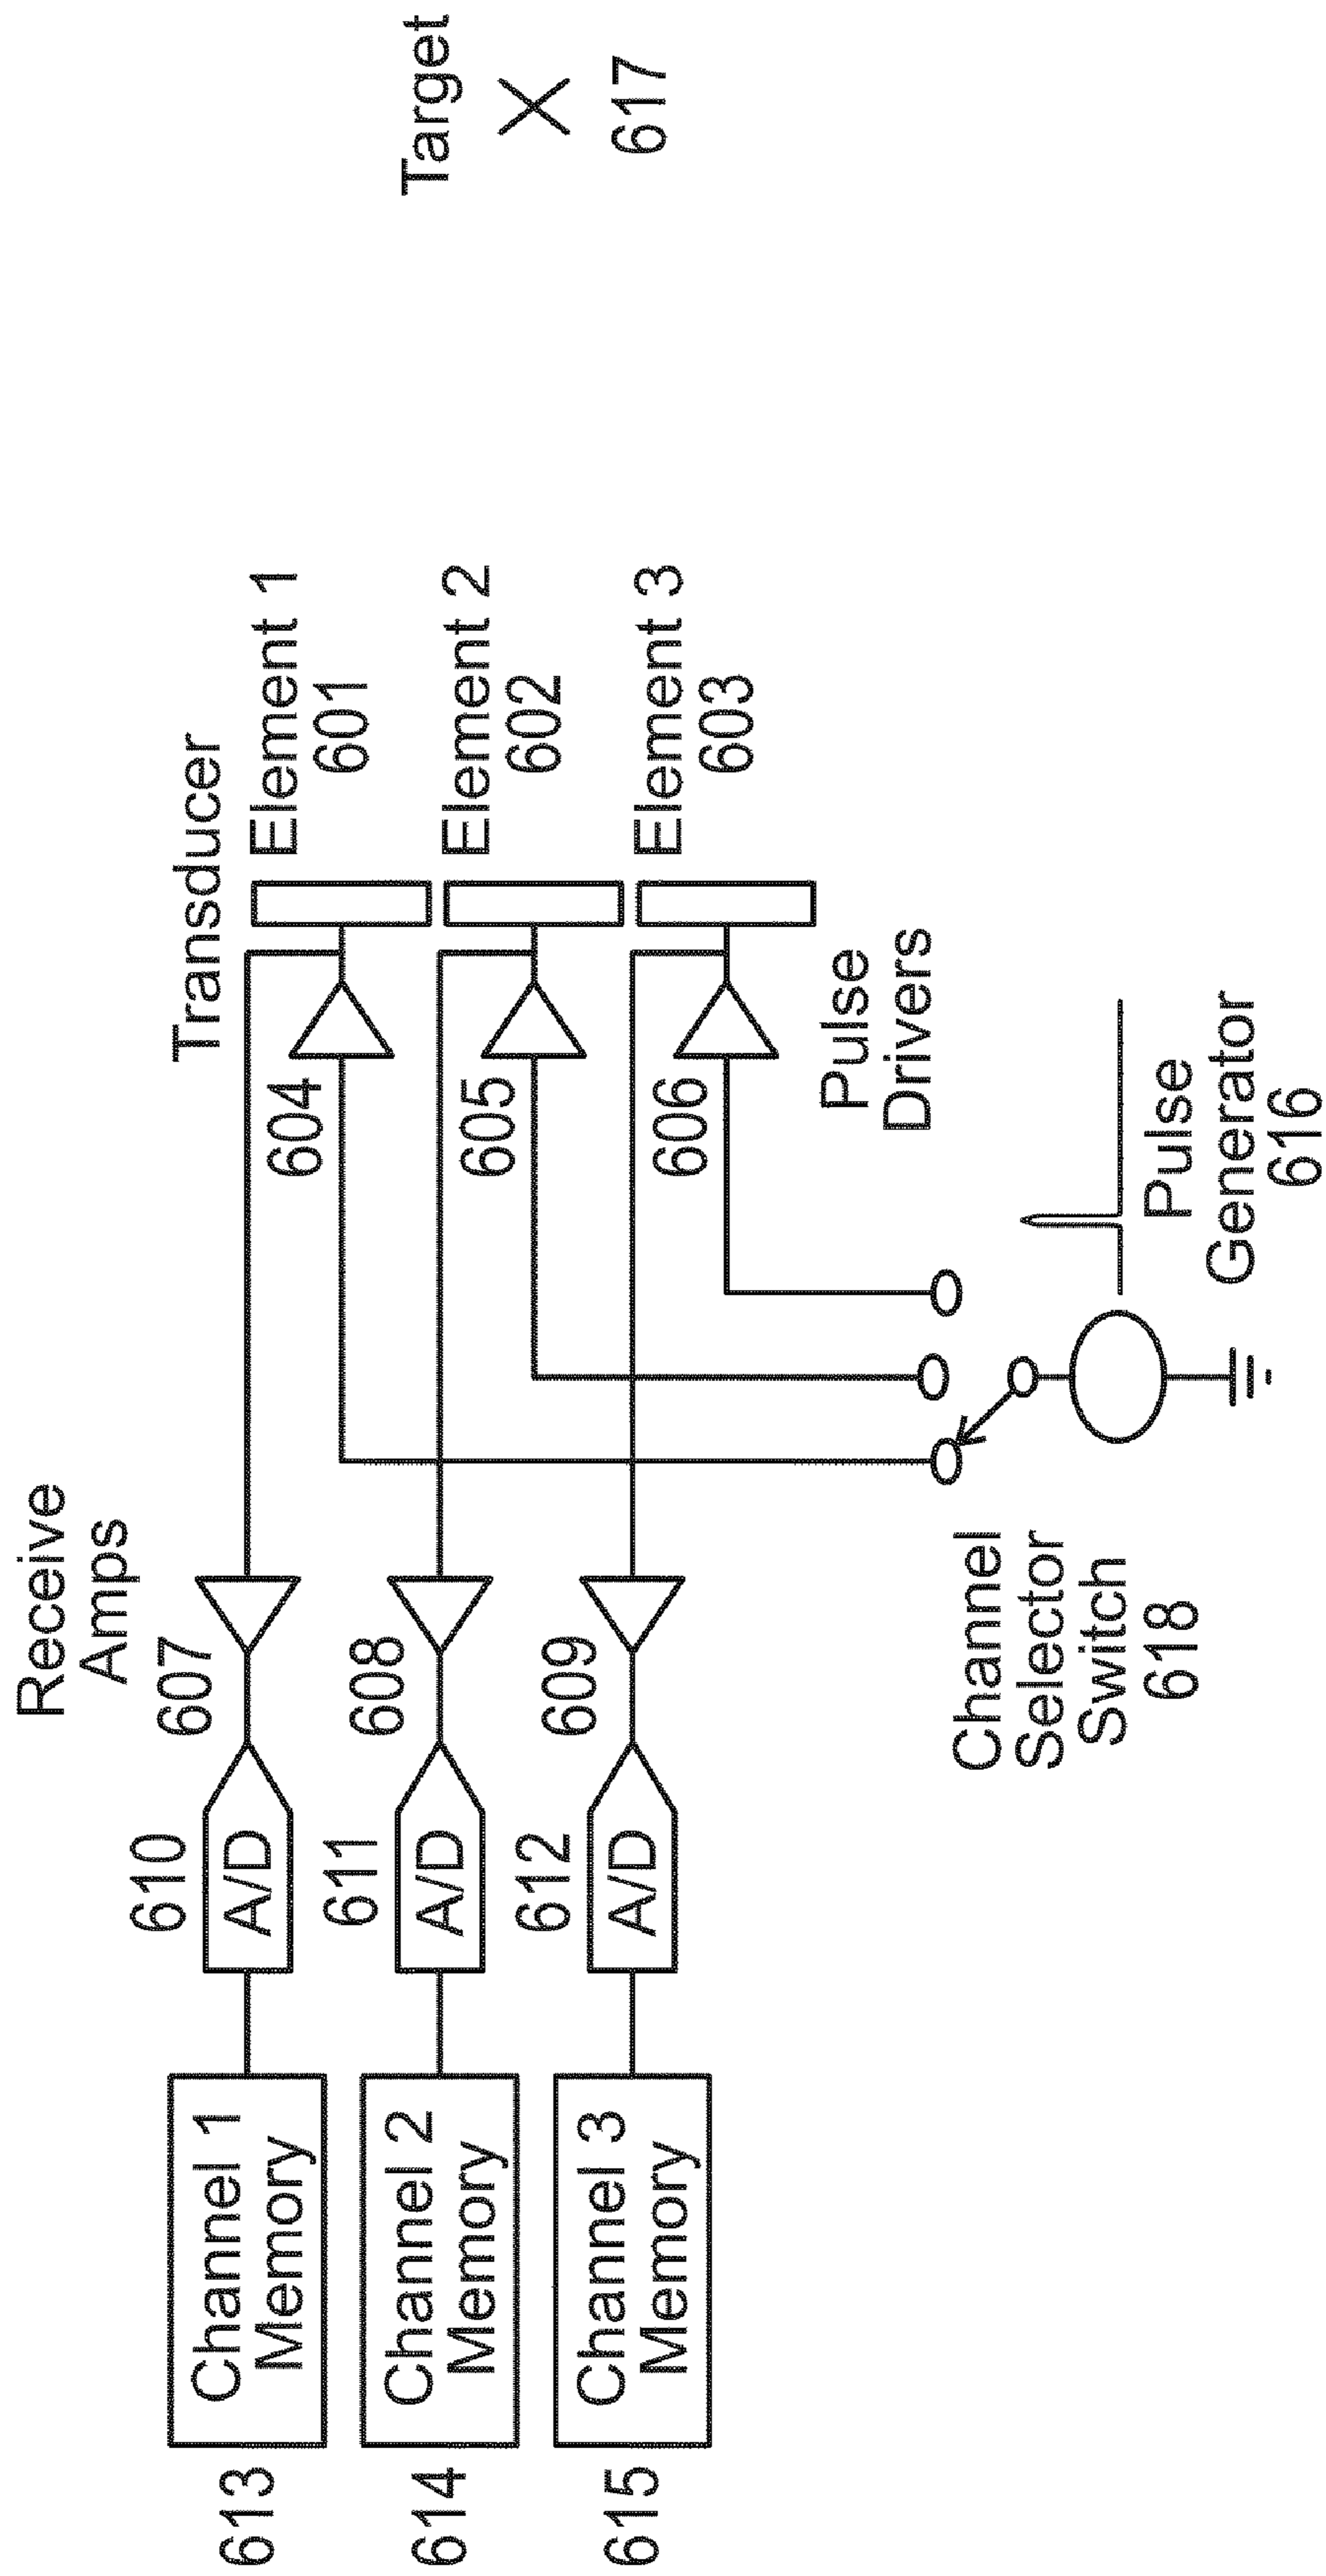 Receive
Amps
Transducer
Target
617
613
Channel 1
Memory
610
A/D
607
604
Element 1
601
614
Channel 2
Memory
611
A/D
608
605
Element 2
602
615
Channel 3
Memory
612
A/D
609
606
Element 3
603
Pulse
Drivers
Channel
Selector
Switch
618
Pulse
Generator
616